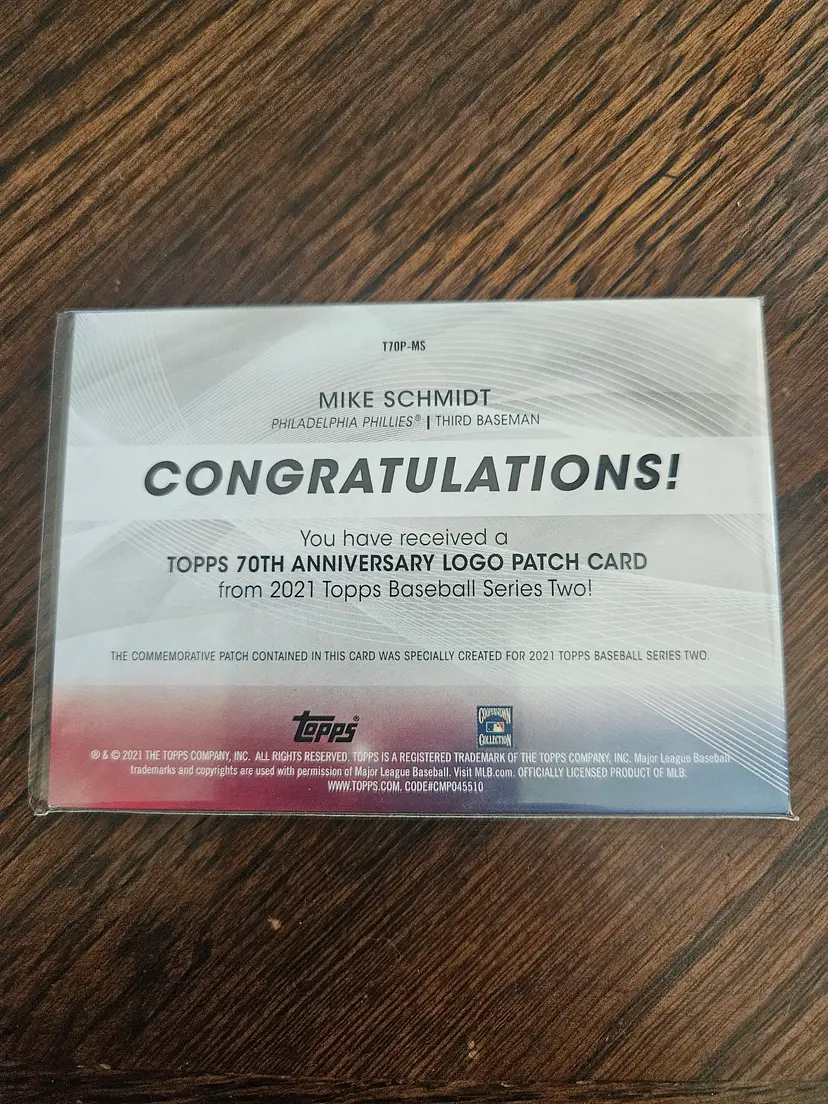 T70P-MS
MIKE SCHMIDT
PHILADELPHIA PHILLIES® | THIRD BASEMAN
CONGRATULATIONS!
You have received a
TOPPS 70TH ANNIVERSARY LOGO PATCH CARD
from 2021 Topps Baseball Series Two!
THE COMMEMORATIVE PATCH CONTAINED IN THIS CARD WAS SPECIALLY CREATED FOR 2021 TOPPS BASEBALL SERIES TWO.
Topps®
COOPERSTOWN
COLLECTION
® & © 2021 THE TOPPS COMPANY, INC. ALL RIGHTS RESERVED. TOPPS IS A REGISTERED TRADEMARK OF THE TOPPS COMPANY, INC. Major League Baseball
trademarks and copyrights are used with permission of Major League Baseball. Visit MLB.com. OFFICIALLY LICENSED PRODUCT OF MLB.
WWW.TOPPS.COM. CODE#CMP045510